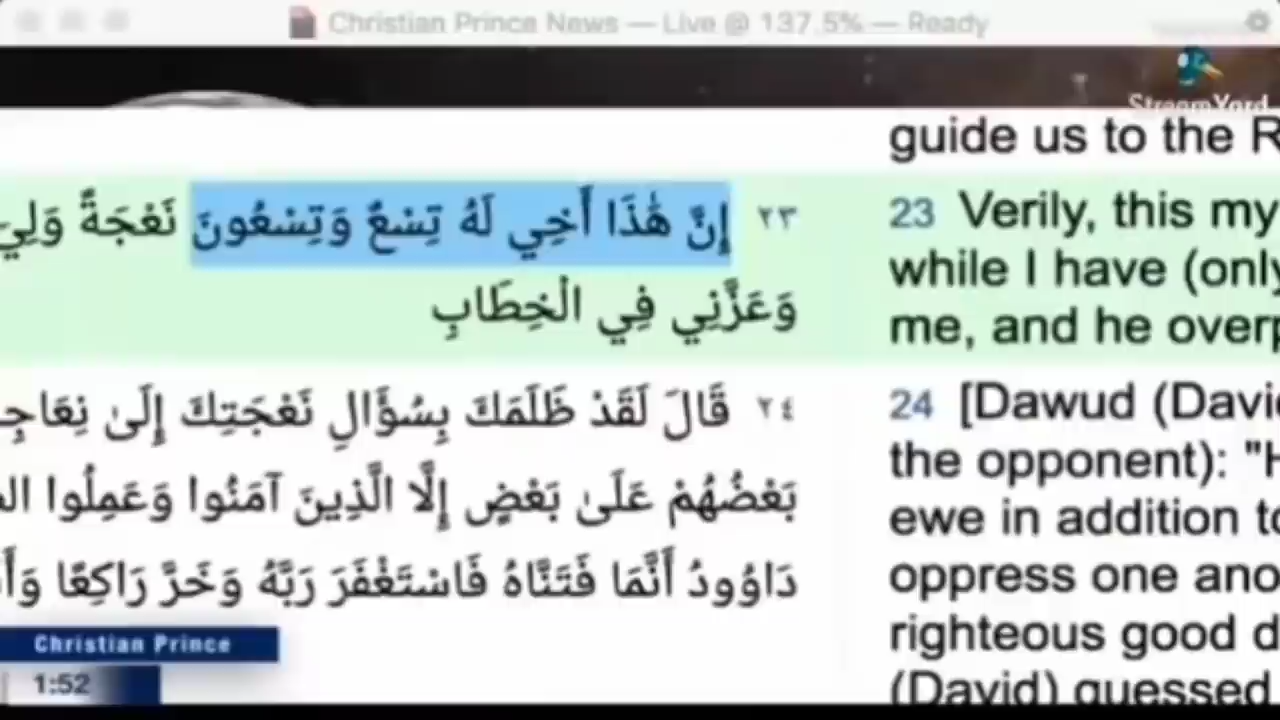 Christian Prince News — Live @ 137.5% — Ready
StreamYard
guide us to the R
إِنَّ هَٰذَا أَخِي لَهُ تِسْعٌ وَتِسْعُونَ نَعْجَةً وَلِيَ ٢٣
وَعَزَّنِي فِي الْخِطَابِ
23 Verily, this my
while I have (only
me, and he overp
٢٤ قَالَ لَقَدْ ظَلَمَكَ بِسُؤَالِ نَعْجَتِكَ إِلَىٰ نِعَاجِ
بَعْضُهُمْ عَلَىٰ بَعْضٍ إِلَّا الَّذِينَ آمَنُوا وَعَمِلُوا الص
دَاوُودُ أَنَّمَا فَتَنَّاهُ فَاسْتَغْفَرَ رَبَّهُ وَخَرَّ رَاكِعًا وَأَ
24 [Dawud (Davi
the opponent): "H
ewe in addition to
oppress one ano
righteous good d
(David) guessed
Christian Prince
1:52